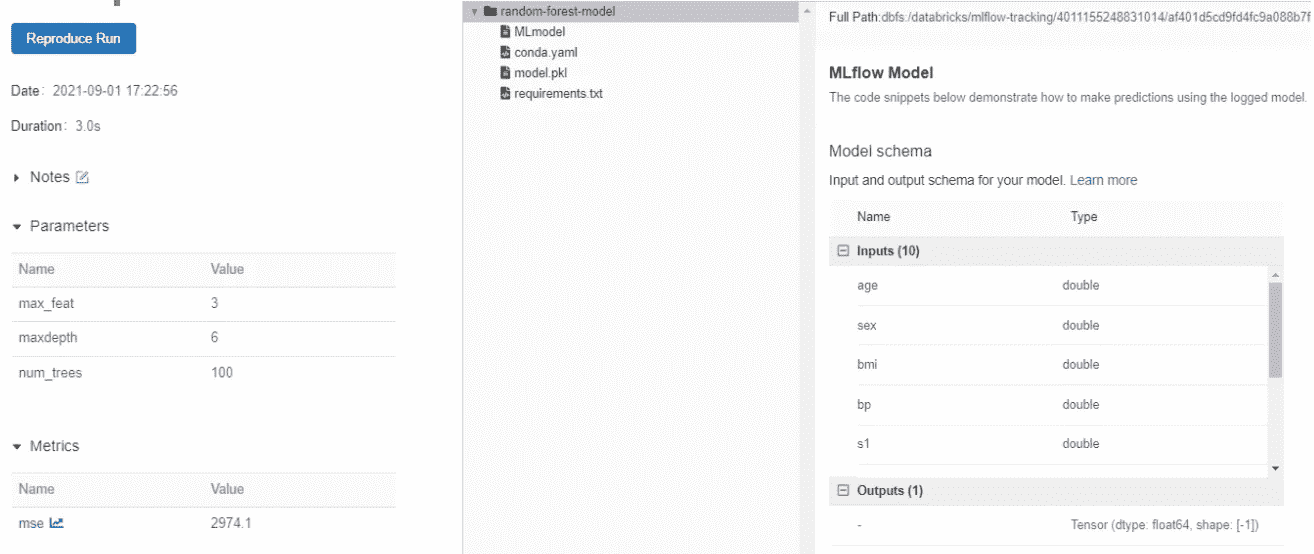 Reproduce Run
Date: 2021-09-01 17:22:56
Duration: 3.0s
Notes
Parameters
Name Value
max_feat 3
maxdepth 6
num_trees 100
Metrics
Name Value
mse 2974.1
random-forest-model
MLmodel
conda.yaml
model.pkl
requirements.txt
Full Path:dbfs:/databricks/mlflow-tracking/4011155248831014/af401d5cd9fd4fc9a088b7f
MLflow Model
The code snippets below demonstrate how to make predictions using the logged model.
Model schema
Input and output schema for your model. Learn more
Name Type
Inputs (10)
age double
sex double
bmi double
bp double
s1 double
Outputs (1)
- Tensor (dtype: float64, shape: [-1])